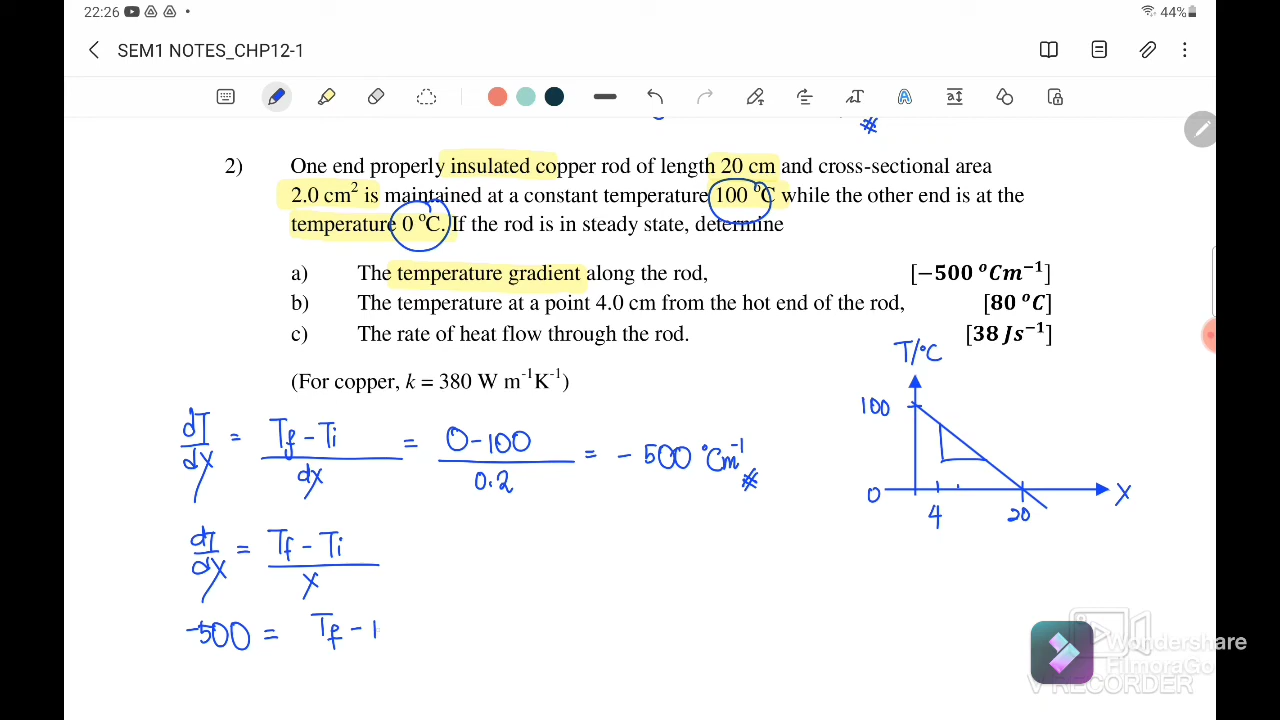 22:26 44%
SEM1 NOTES_CHP12-1
2) One end properly insulated copper rod of length 20 cm and cross-sectional area
2.0 cm² is maintained at a constant temperature 100 °C while the other end is at the
temperature 0 °C. If the rod is in steady state, determine
a) The temperature gradient along the rod, [−500 °Cm⁻¹]
b) The temperature at a point 4.0 cm from the hot end of the rod, [80 °C]
c) The rate of heat flow through the rod. [38 Js⁻¹]
(For copper, k = 380 W m⁻¹K⁻¹)
T/°C
100
0
4
20
X
dT/dx = Tf − Ti / dx = 0 − 100 / 0.2 = − 500 °Cm⁻¹
dT/dx = Tf − Ti / x
−500 = Tf − 1
Wondershare
FilmoraGo
V RECORDER